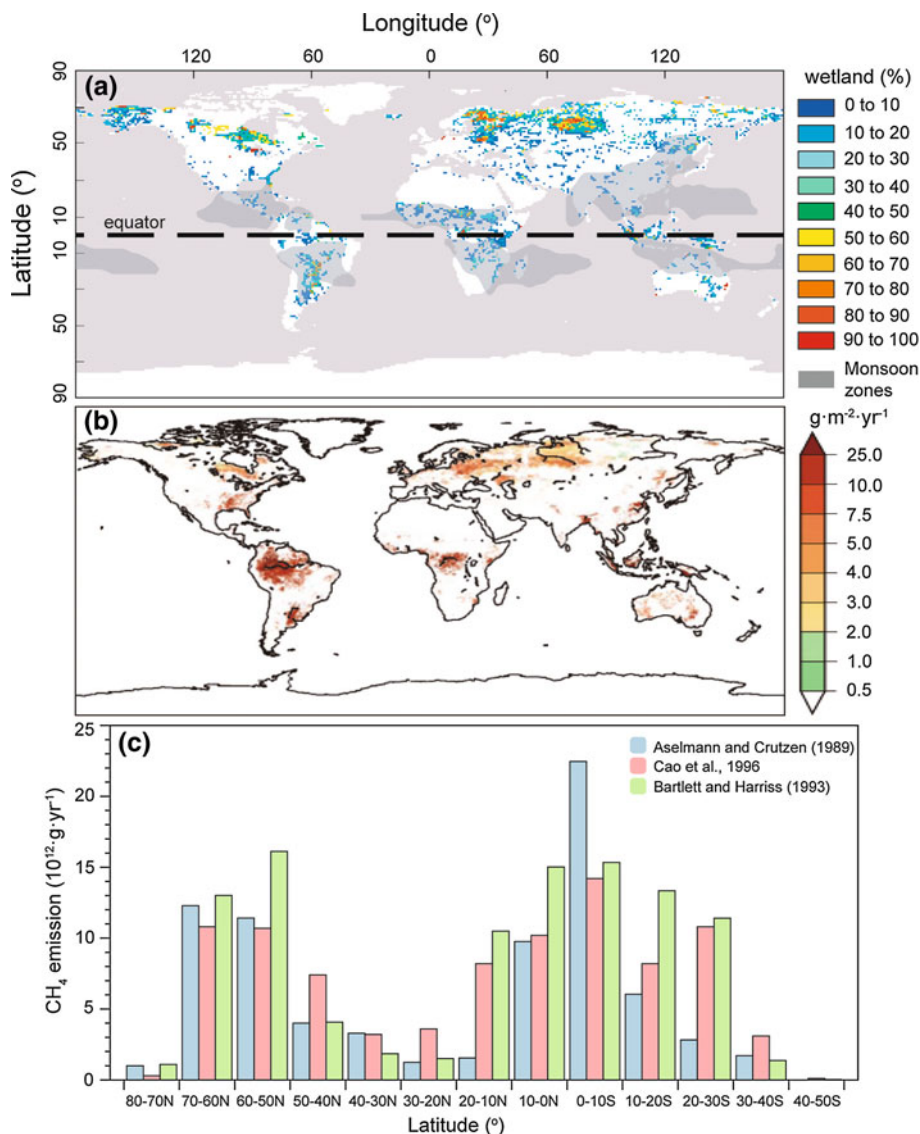 Longitude (º)
120 60 0 60 120
(a)
90
50
10
10
50
90
Latitude (º)
equator
wetland (%)
0 to 10
10 to 20
20 to 30
30 to 40
40 to 50
50 to 60
60 to 70
70 to 80
80 to 90
90 to 100
Monsoon
zones
(b)
g·m⁻²·yr⁻¹
25.0
10.0
7.5
5.0
4.0
3.0
2.0
1.0
0.5
(c)
25
20
15
10
5
0
CH₄ emission (10¹²·g·yr⁻¹)
Aselmann and Crutzen (1989)
Cao et al., 1996
Bartlett and Harriss (1993)
80-70N 70-60N 60-50N 50-40N 40-30N 30-20N 20-10N 10-0N 0-10S 10-20S 20-30S 30-40S 40-50S
Latitude (º)